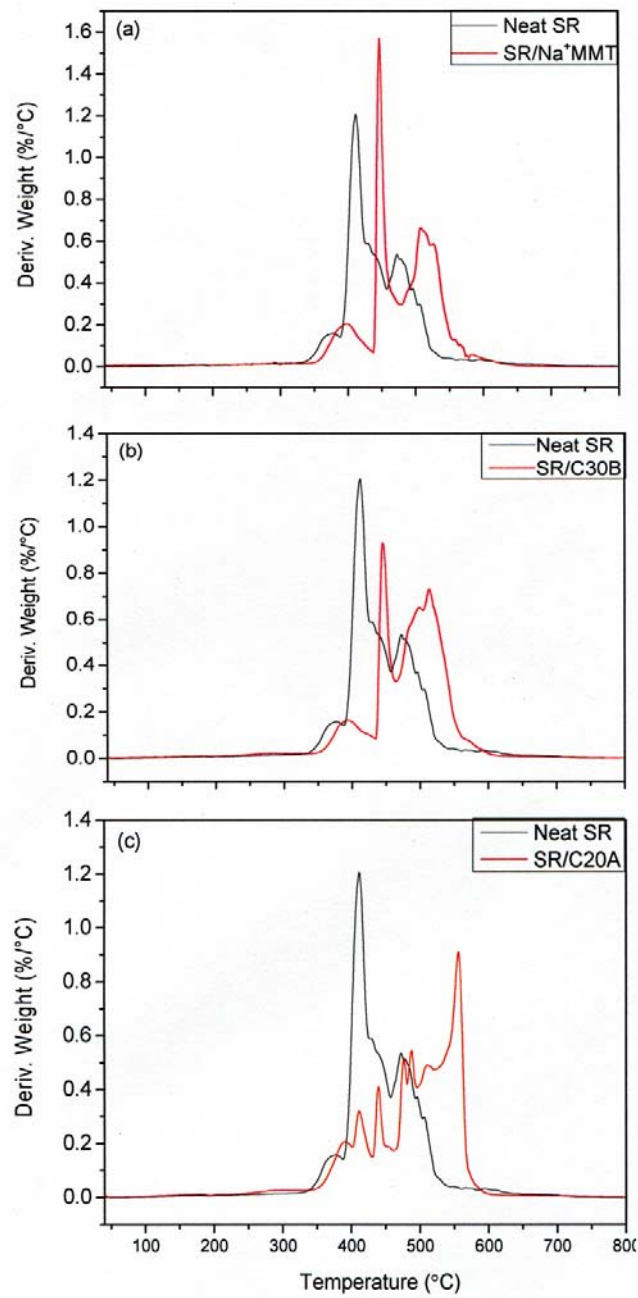 (a)
Neat SR
SR/Na⁺MMT
1.6
1.4
1.2
1.0
0.8
0.6
0.4
0.2
0.0
Deriv. Weight (%/°C)
(b)
Neat SR
SR/C30B
1.4
1.2
1.0
0.8
0.6
0.4
0.2
0.0
Deriv. Weight (%/°C)
(c)
Neat SR
SR/C20A
1.4
1.2
1.0
0.8
0.6
0.4
0.2
0.0
Deriv. Weight (%/°C)
100 200 300 400 500 600 700 800
Temperature (°C)